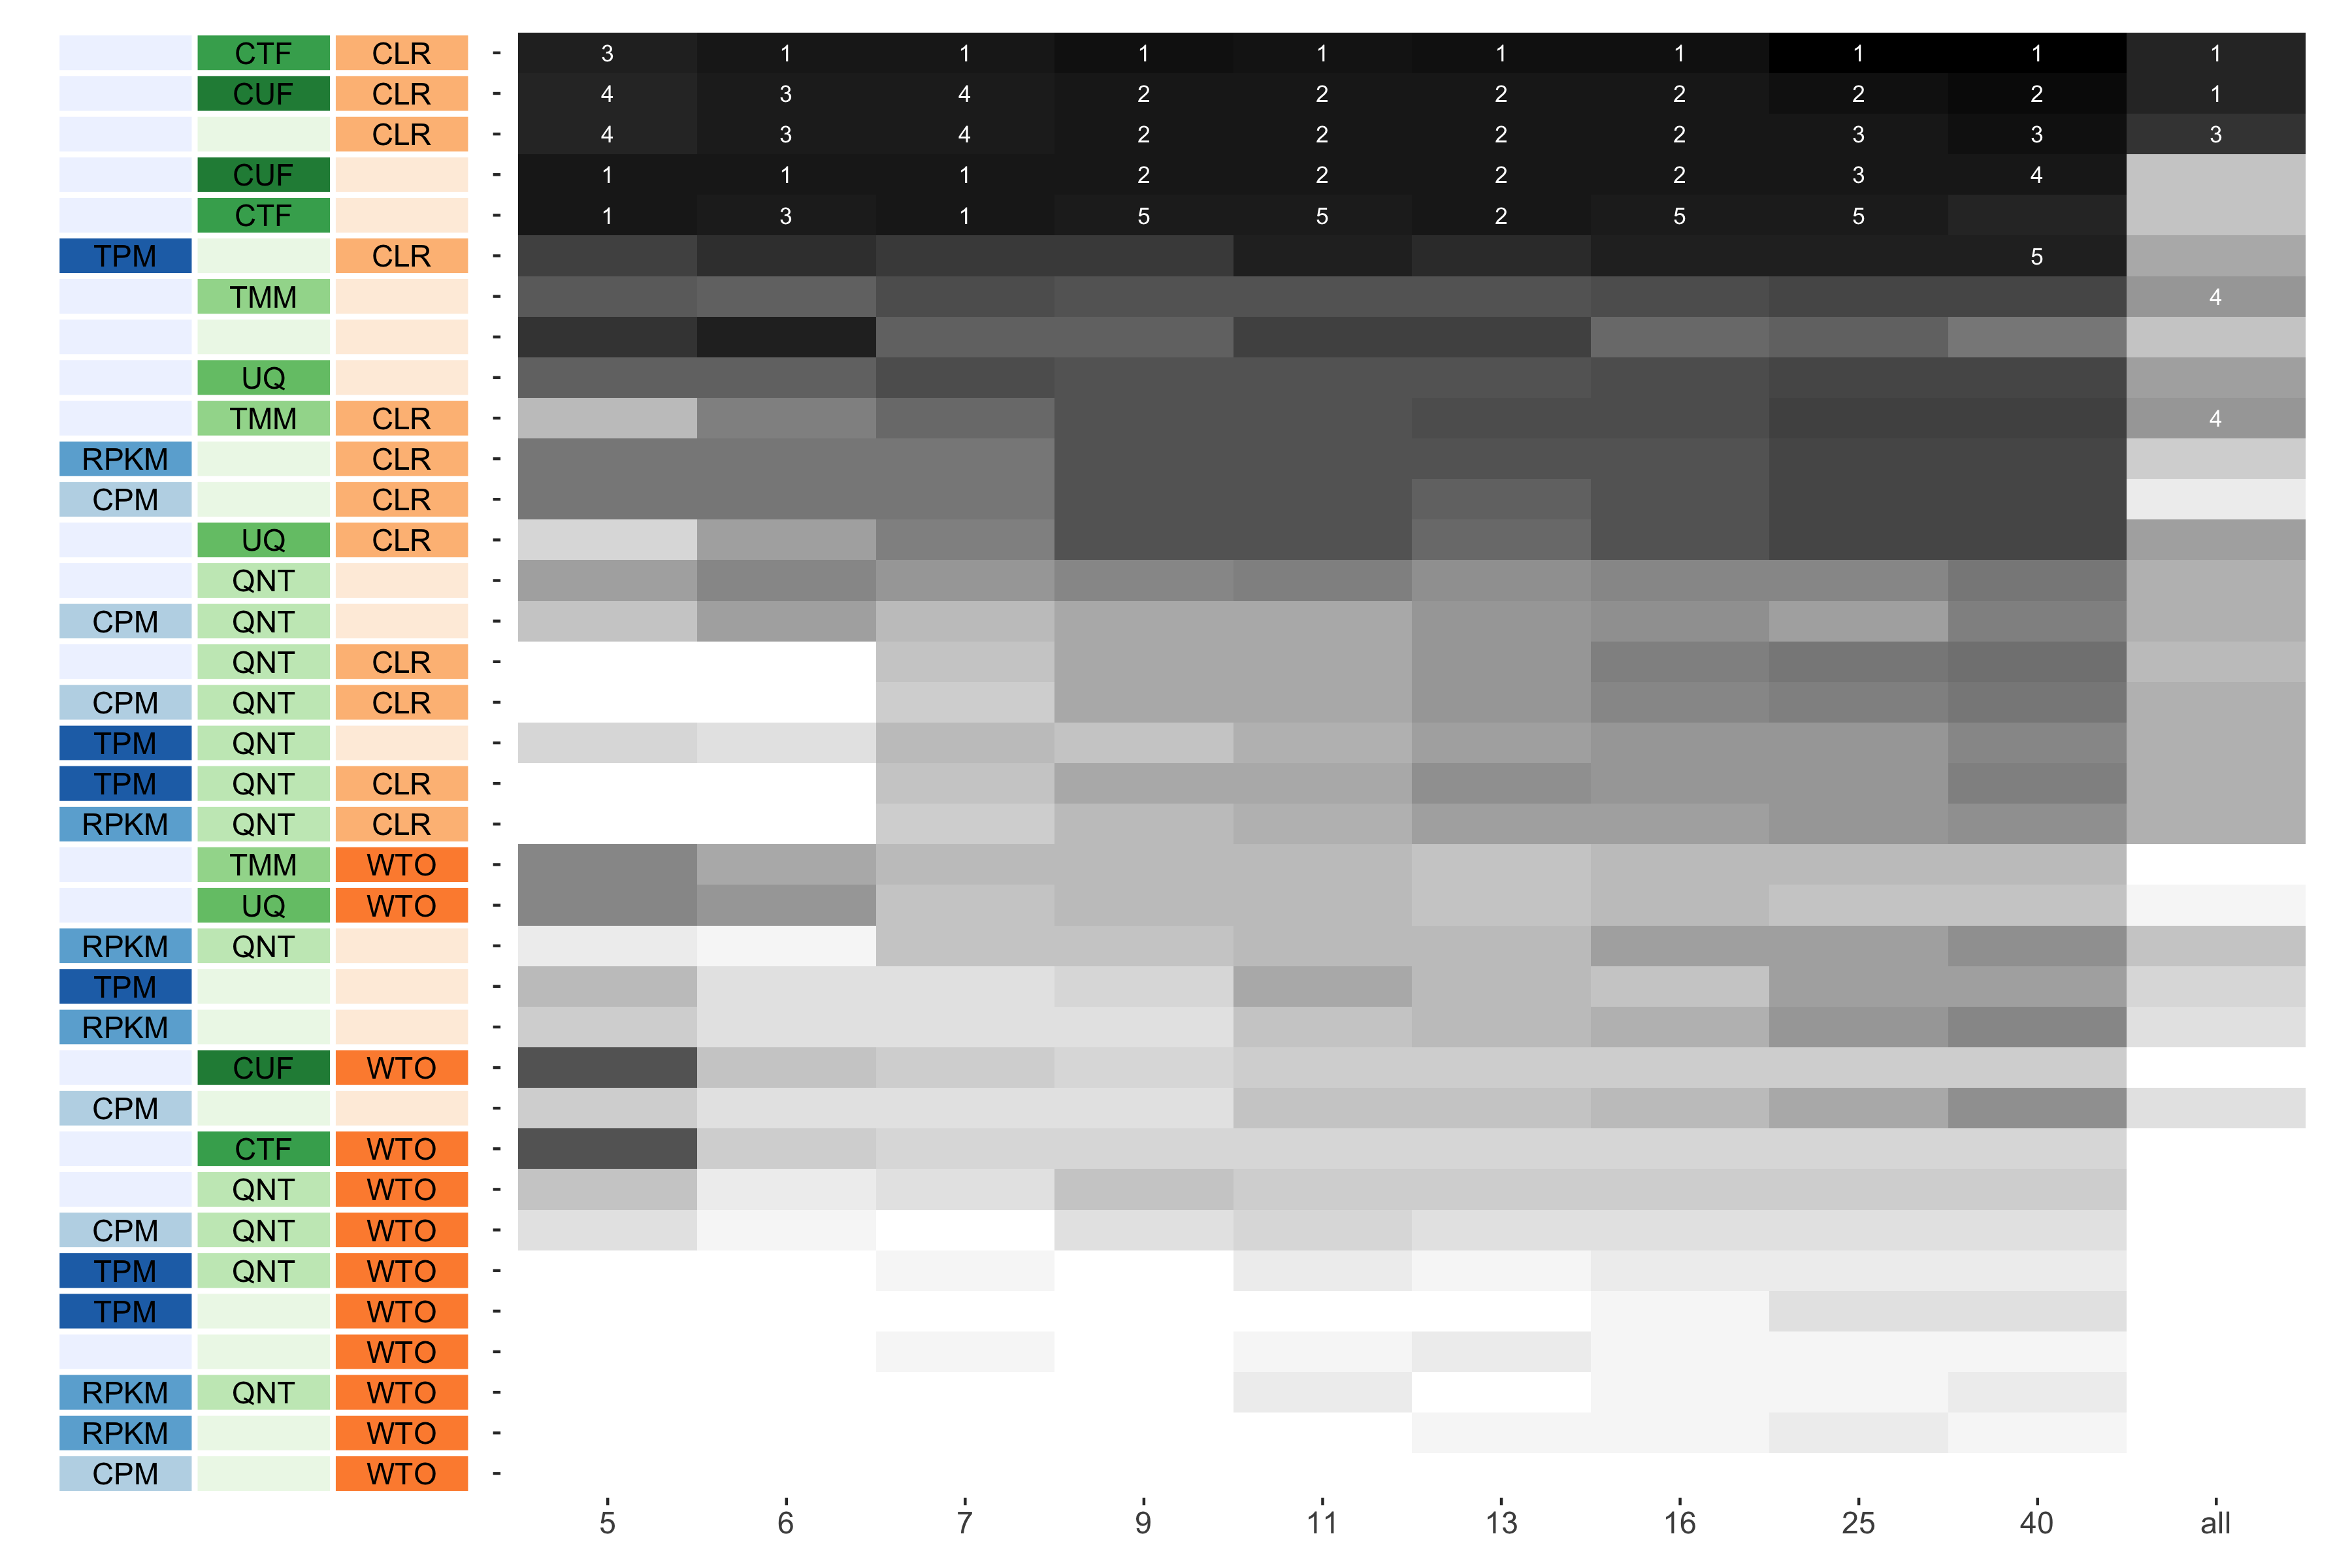 CTF CLR - 3 1 1 1 1 1 1 1 1 1
CUF CLR - 4 3 4 2 2 2 2 2 2 1
CLR - 4 3 4 2 2 2 2 3 3 3
CUF - 1 1 1 2 2 2 2 3 4
CTF - 1 3 1 5 5 2 5 5
TPM CLR - 5
TMM - 4
-
UQ -
TMM CLR - 4
RPKM CLR -
CPM CLR -
UQ CLR -
QNT -
CPM QNT -
QNT CLR -
CPM QNT CLR -
TPM QNT -
TPM QNT CLR -
RPKM QNT CLR -
TMM WTO -
UQ WTO -
RPKM QNT -
TPM -
RPKM -
CUF WTO -
CPM -
CTF WTO -
QNT WTO -
CPM QNT WTO -
TPM QNT WTO -
TPM WTO -
WTO -
RPKM QNT WTO -
RPKM WTO -
CPM WTO -
5 6 7 9 11 13 16 25 40 all